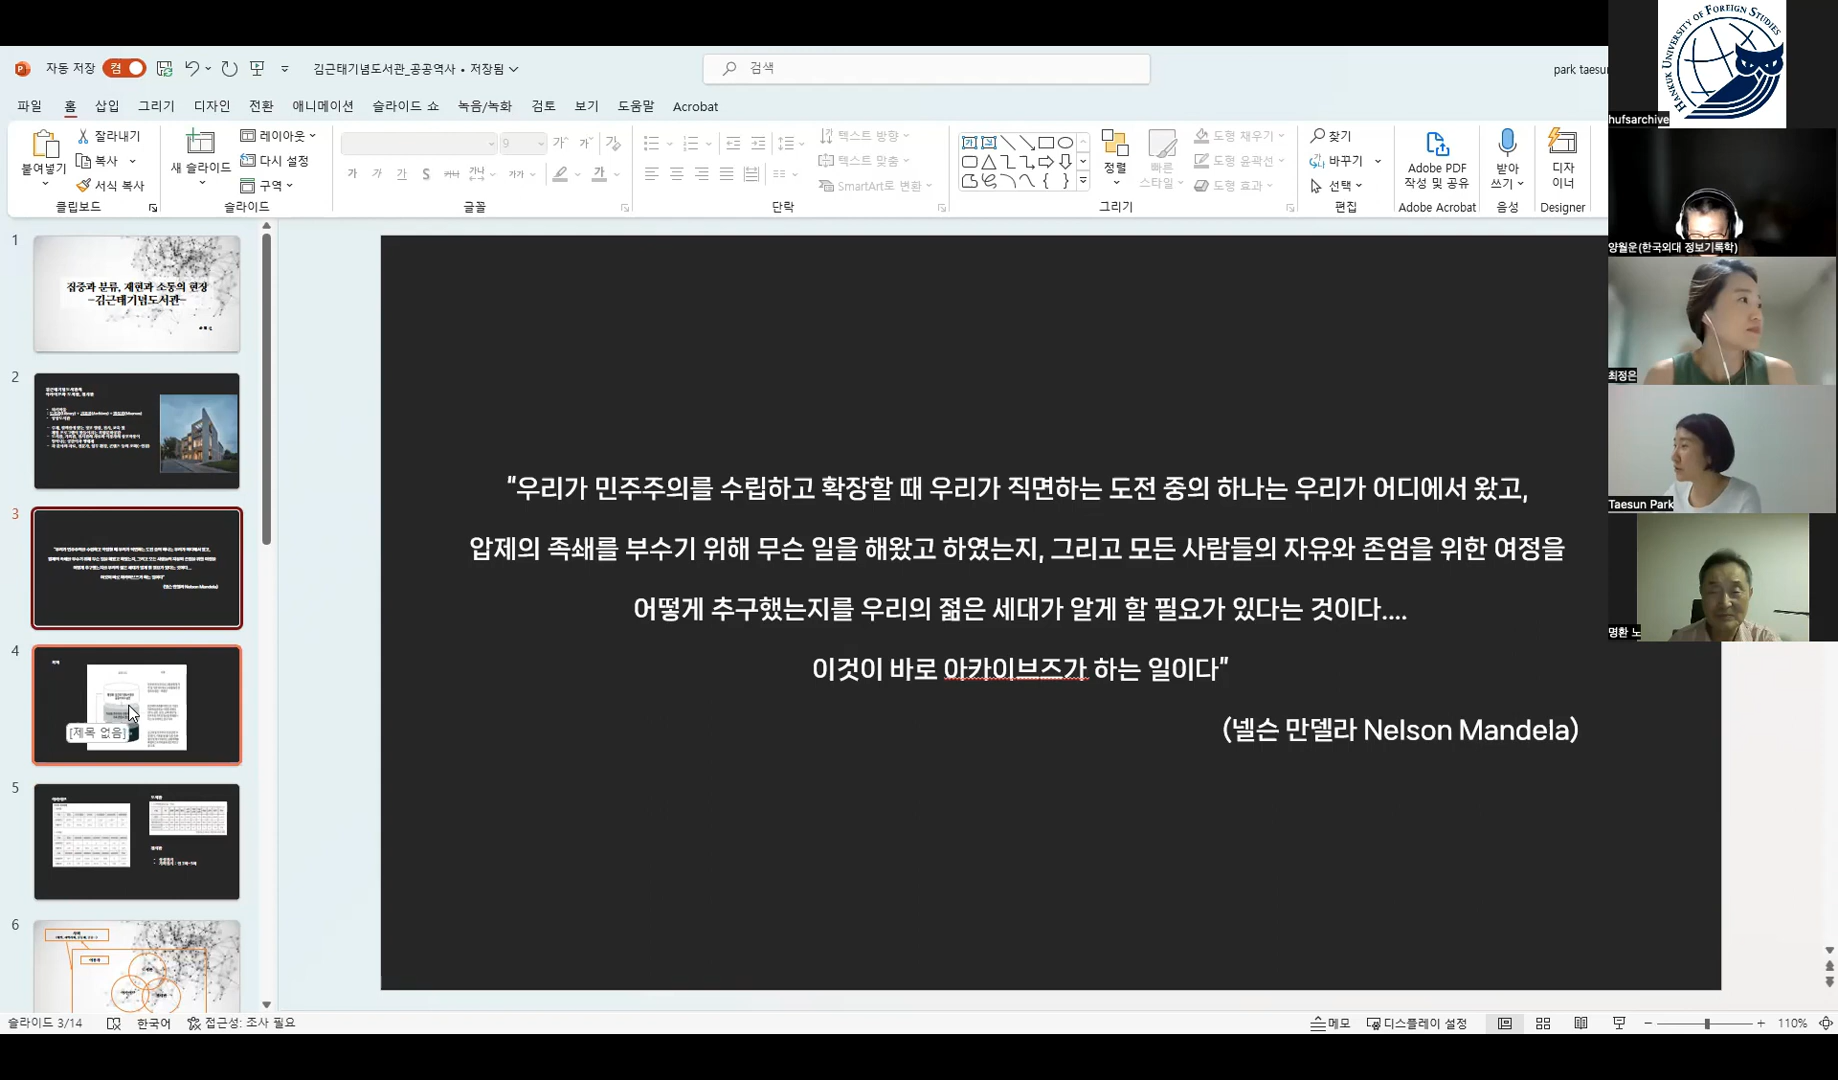 자동 저장
켬
김근태기념도서관_공공역사 • 저장됨
검색
park taesun
파일
홈
삽입
그리기
디자인
전환
애니메이션
슬라이드 쇼
녹음/녹화
검토
보기
도움말
Acrobat
붙여넣기
잘라내기
복사
서식 복사
클립보드
새 슬라이드
레이아웃
다시 설정
구역
슬라이드
9
글꼴
텍스트 방향
텍스트 맞춤
SmartArt로 변환
단락
정렬
빠른
스타일
도형 채우기
도형 윤곽선
도형 효과
그리기
찾기
바꾸기
선택
편집
Adobe PDF
작성 및 공유
Adobe Acrobat
받아
쓰기
음성
디자
이너
Designer
1
집중과 분류, 재현과 소통의 현장
-김근태기념도서관-
2
3
4
[제목 없음]
5
6
"우리가 민주주의를 수립하고 확장할 때 우리가 직면하는 도전 중의 하나는 우리가 어디에서 왔고,
압제의 족쇄를 부수기 위해 무슨 일을 해왔고 하였는지, 그리고 모든 사람들의 자유와 존엄을 위한 여정을
어떻게 추구했는지를 우리의 젊은 세대가 알게 할 필요가 있다는 것이다....
이것이 바로 아카이브즈가 하는 일이다"
(넬슨 만델라 Nelson Mandela)
HANKUK UNIVERSITY OF FOREIGN STUDIES
hufsarchive
양월운(한국외대 정보기록학)
최정은
Taesun Park
명환 노
슬라이드 3/14
한국어
접근성: 조사 필요
메모
디스플레이 설정
110%